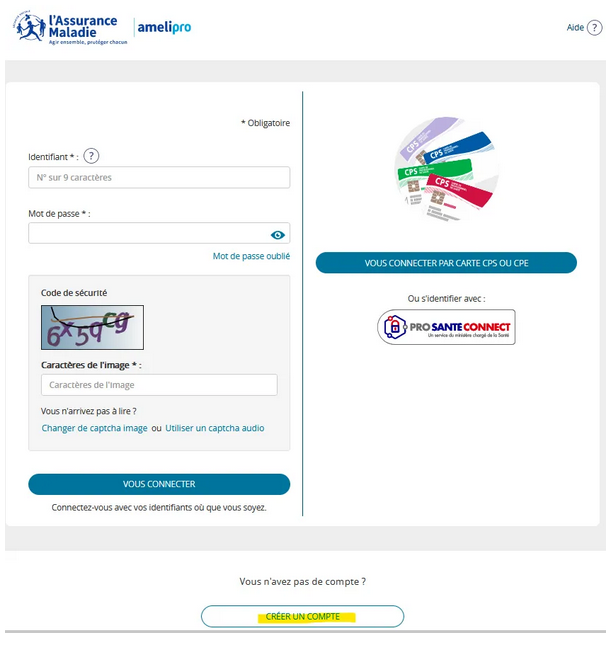 l'Assurance
Maladie
Agir ensemble, protéger chacun
amelipro
Aide ?
* Obligatoire
Identifiant * : ?
N° sur 9 caractères
Mot de passe * :
Mot de passe oublié
Code de sécurité
6x59cg
Caractères de l'image * :
Caractères de l'image
Vous n'arrivez pas à lire ?
Changer de captcha image ou Utiliser un captcha audio
VOUS CONNECTER
Connectez-vous avec vos identifiants où que vous soyez.
CPS
CPS
CPS
CPS
VOUS CONNECTER PAR CARTE CPS OU CPE
Ou s'identifier avec :
PRO SANTE CONNECT
Un service du ministère chargé de la Santé
Vous n'avez pas de compte ?
CRÉER UN COMPTE